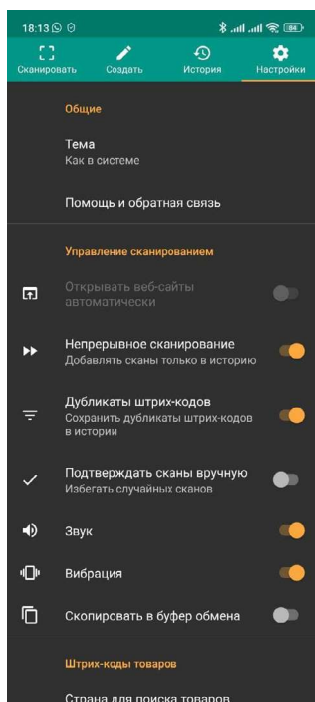 18:13
84
Сканировать Создать История Настройки
Общие
Тема
Как в системе
Помощь и обратная связь
Управление сканированием
Открывать веб-сайты
автоматически
Непрерывное сканирование
Добавлять сканы только в историю
Дубликаты штрих-кодов
Сохранить дубликаты штрих-кодов
в истории
Подтверждать сканы вручную
Избегать случайных сканов
Звук
Вибрация
Скопировать в буфер обмена
Штрих-коды товаров
Страна для поиска товаров